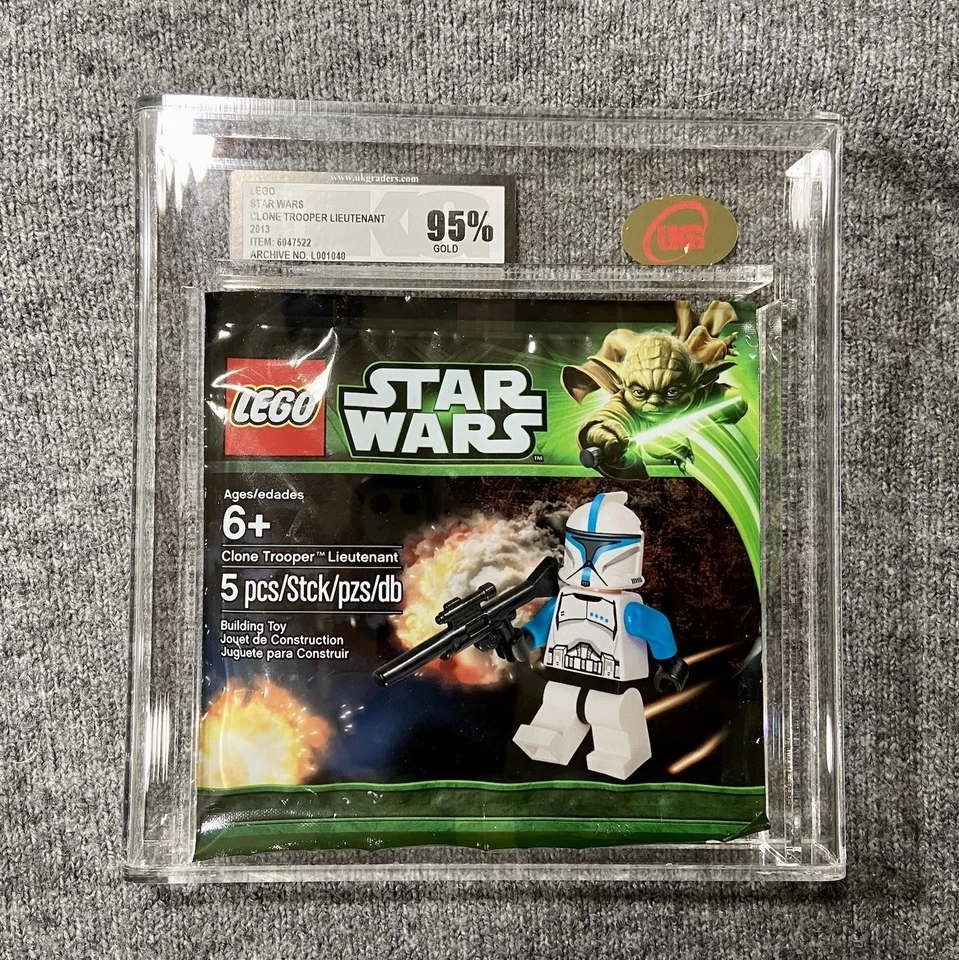 www.ukgraders.com
LEGO
STAR WARS
CLONE TROOPER LIEUTENANT
2013
ITEM: 6047522
ARCHIVE NO. L001040
95%
GOLD
UKG
LEGO
STAR
WARS
™
Ages/edades
6+
Clone Trooper™ Lieutenant
5 pcs/Stck/pzs/db
Building Toy
Jouet de Construction
Juguete para Construir